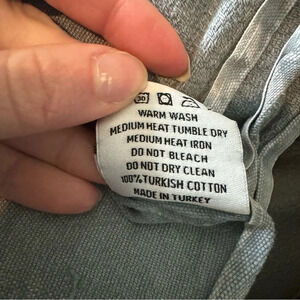 30
WARM WASH
MEDIUM HEAT TUMBLE DRY
MEDIUM HEAT IRON
DO NOT BLEACH
DO NOT DRY CLEAN
100% TURKISH COTTON
MADE IN TURKEY